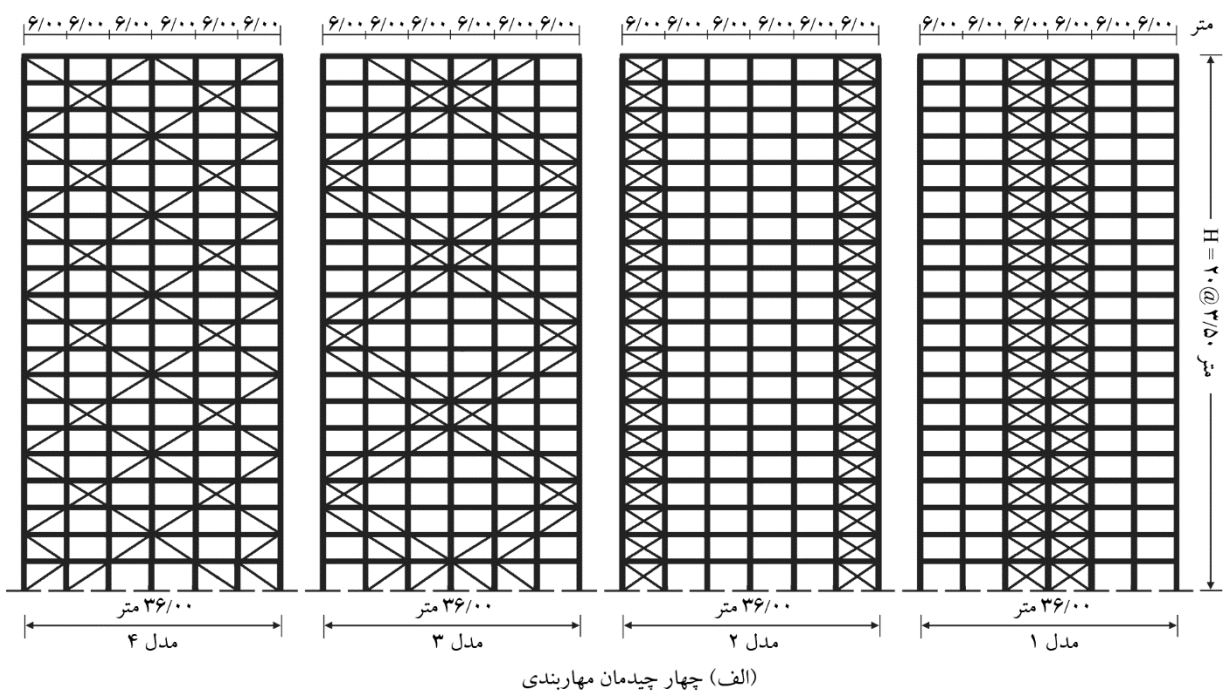 متر ۶/۰۰ ۶/۰۰ ۶/۰۰ ۶/۰۰ ۶/۰۰ ۶/۰۰
۶/۰۰ ۶/۰۰ ۶/۰۰ ۶/۰۰ ۶/۰۰ ۶/۰۰
۶/۰۰ ۶/۰۰ ۶/۰۰ ۶/۰۰ ۶/۰۰ ۶/۰۰
۶/۰۰ ۶/۰۰ ۶/۰۰ ۶/۰۰ ۶/۰۰ ۶/۰۰
H = ۲۰@۳/۵۰ متر
۳۶/۰۰ متر
مدل ۱
۳۶/۰۰ متر
مدل ۲
۳۶/۰۰ متر
مدل ۳
۳۶/۰۰ متر
مدل ۴
(الف) چهار چیدمان مهاربندی